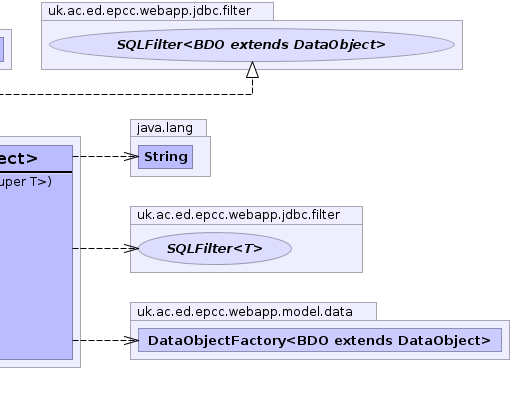 uk.ac.ed.epcc.webapp.jdbc.filter
SQLFilter<BDO extends DataObject>
java.lang
ect>
String
uper T>)
uk.ac.ed.epcc.webapp.jdbc.filter
SQLFilter<T>
uk.ac.ed.epcc.webapp.model.data
DataObjectFactory<BDO extends DataObject>